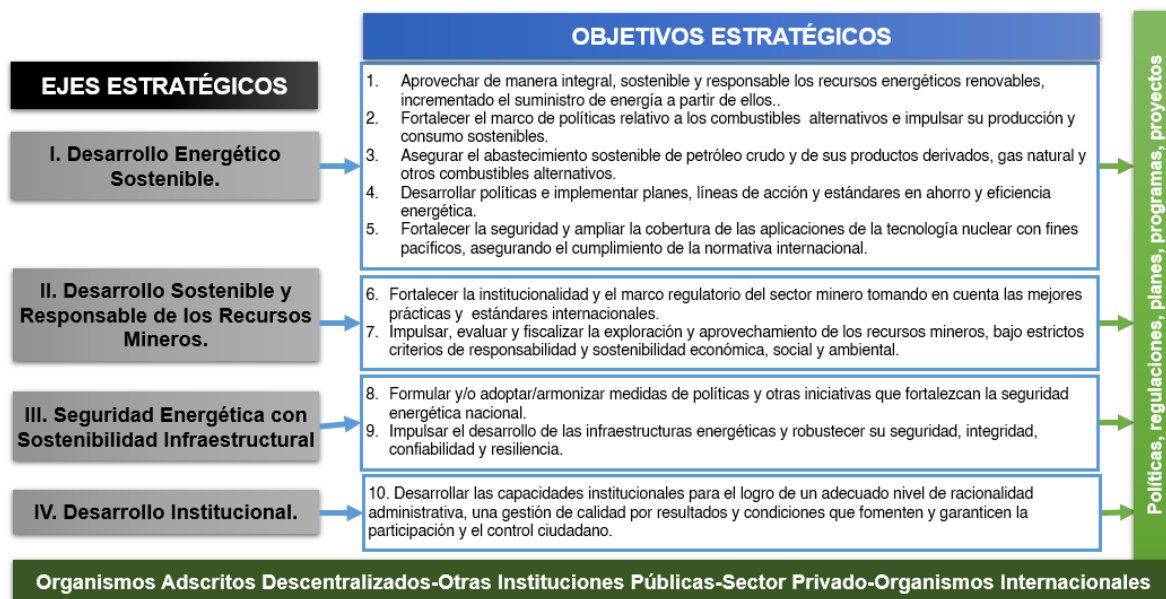 OBJETIVOS ESTRATÉGICOS
EJES ESTRATÉGICOS
I. Desarrollo Energético
Sostenible.
1. Aprovechar de manera integral, sostenible y responsable los recursos energéticos renovables,
incrementado el suministro de energía a partir de ellos..
2. Fortalecer el marco de políticas relativo a los combustibles alternativos e impulsar su producción y
consumo sostenibles.
3. Asegurar el abastecimiento sostenible de petróleo crudo y de sus productos derivados, gas natural y
otros combustibles alternativos.
4. Desarrollar políticas e implementar planes, líneas de acción y estándares en ahorro y eficiencia
energética.
5. Fortalecer la seguridad y ampliar la cobertura de las aplicaciones de la tecnología nuclear con fines
pacíficos, asegurando el cumplimiento de la normativa internacional.
II. Desarrollo Sostenible y
Responsable de los Recursos
Mineros.
6. Fortalecer la institucionalidad y el marco regulatorio del sector minero tomando en cuenta las mejores
prácticas y estándares internacionales.
7. Impulsar, evaluar y fiscalizar la exploración y aprovechamiento de los recursos mineros, bajo estrictos
criterios de responsabilidad y sostenibilidad económica, social y ambiental.
III. Seguridad Energética con
Sostenibilidad Infraestructural
8. Formular y/o adoptar/armonizar medidas de políticas y otras iniciativas que fortalezcan la seguridad
energética nacional.
9. Impulsar el desarrollo de las infraestructuras energéticas y robustecer su seguridad, integridad,
confiabilidad y resiliencia.
IV. Desarrollo Institucional.
10. Desarrollar las capacidades institucionales para el logro de un adecuado nivel de racionalidad
administrativa, una gestión de calidad por resultados y condiciones que fomenten y garanticen la
participación y el control ciudadano.
Políticas, regulaciones, planes, programas, proyectos
Organismos Adscritos Descentralizados-Otras Instituciones Públicas-Sector Privado-Organismos Internacionales